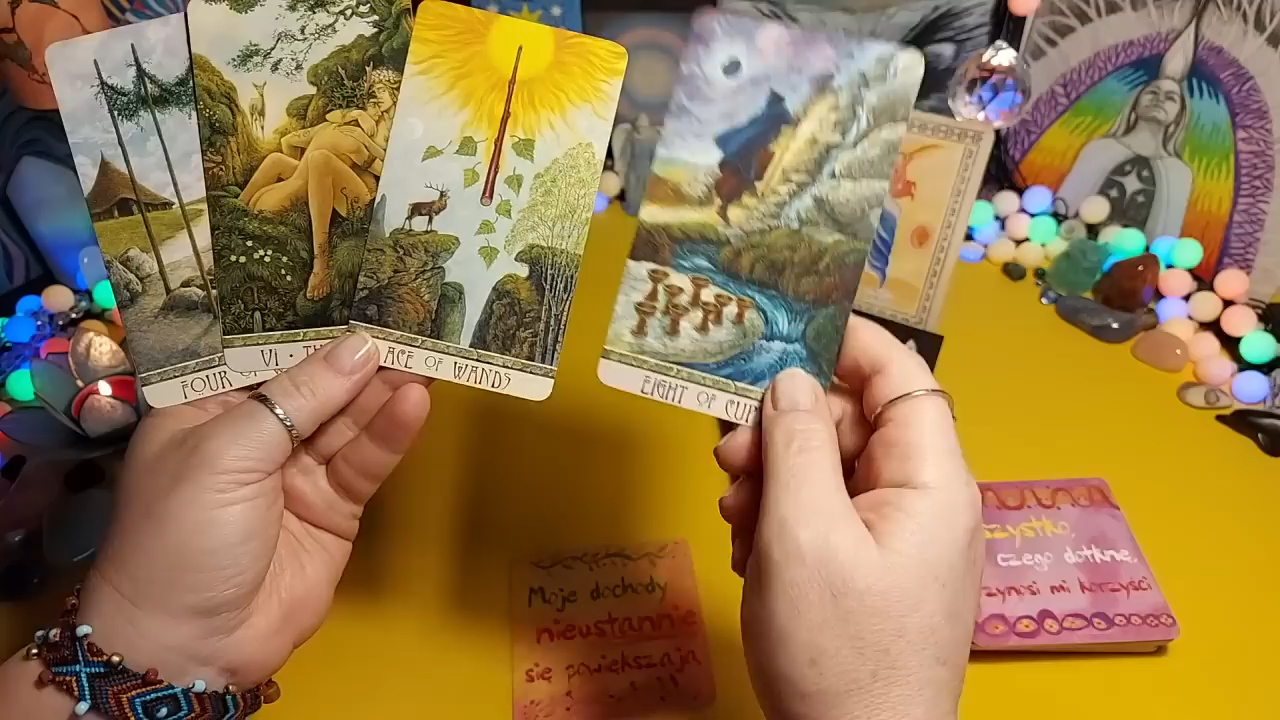 FOUR
VI • TH
ACE OF WANDS
EIGHT OF CUP
szystko,
czego dotknę,
zynosi mi korzyści
Moje dochody
nieustannie
się powiększają